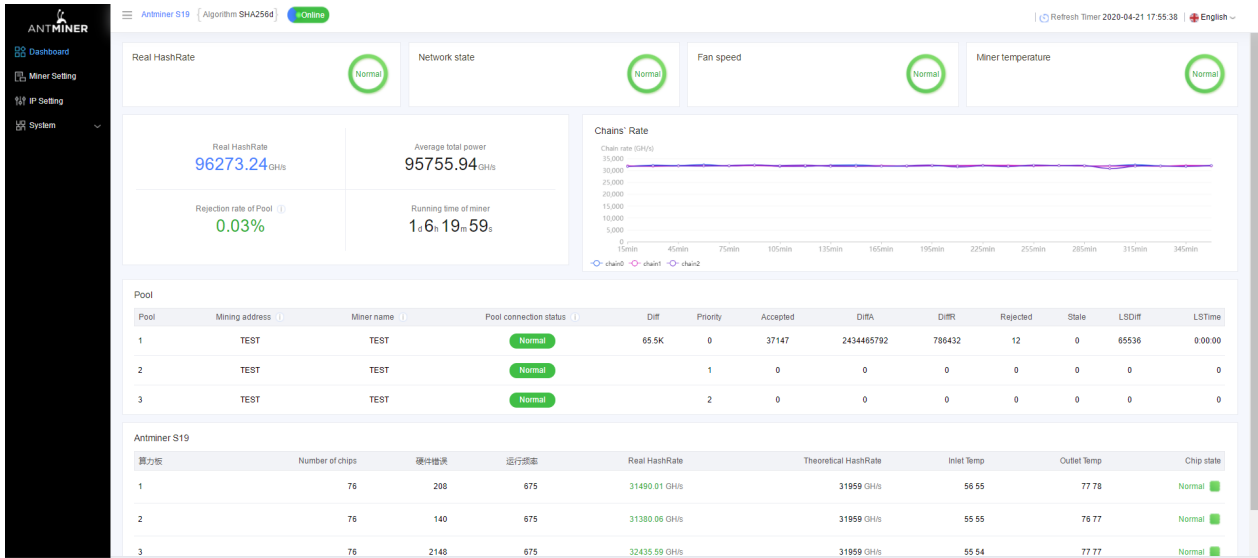 ANTMINER
Antminer S19 { Algorithm SHA256d } Online
Refresh Timer 2020-04-21 17:55:38 English
Dashboard
Miner Setting
IP Setting
System
Real HashRate Normal
Network state Normal
Fan speed Normal
Miner temperature Normal
Real HashRate
96273.24 GH/s
Average total power
95755.94 GH/s
Rejection rate of Pool
0.03%
Running time of miner
1d 6h 19m 59s
Chains` Rate
Chain rate (GH/s)
35,000
30,000
25,000
20,000
15,000
10,000
5,000
0
15min 45min 75min 105min 135min 165min 195min 225min 255min 285min 315min 345min
chain0 chain1 chain2
Pool
Pool Mining address Miner name Pool connection status Diff Priority Accepted DiffA DiffR Rejected Stale LSDiff LSTime
1 TEST TEST Normal 65.5K 0 37147 2434465792 786432 12 0 65536 0:00:00
2 TEST TEST Normal 1 0 0 0 0 0 0 0
3 TEST TEST Normal 2 0 0 0 0 0 0 0
Antminer S19
算力板 Number of chips 硬件错误 运行频率 Real HashRate Theoretical HashRate Inlet Temp Outlet Temp Chip state
1 76 208 675 31490.01 GH/s 31959 GH/s 56 55 77 78 Normal
2 76 140 675 31380.06 GH/s 31959 GH/s 55 55 76 77 Normal
3 76 2148 675 32435.59 GH/s 31959 GH/s 55 54 77 77 Normal